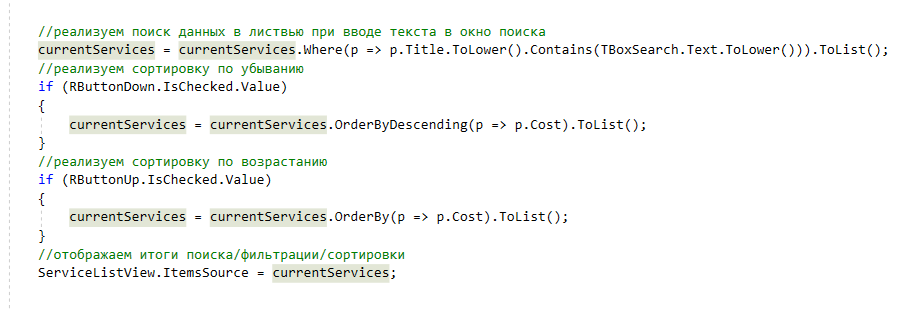 //реализуем поиск данных в листвью при вводе текста в окно поиска
currentServices = currentServices.Where(p => p.Title.ToLower().Contains(TBoxSearch.Text.ToLower())).ToList();
//реализуем сортировку по убыванию
if (RButtonDown.IsChecked.Value)
{
    currentServices = currentServices.OrderByDescending(p => p.Cost).ToList();
}
//реализуем сортировку по возрастанию
if (RButtonUp.IsChecked.Value)
{
    currentServices = currentServices.OrderBy(p => p.Cost).ToList();
}
//отображаем итоги поиска/фильтрации/сортировки
ServiceListView.ItemsSource = currentServices;